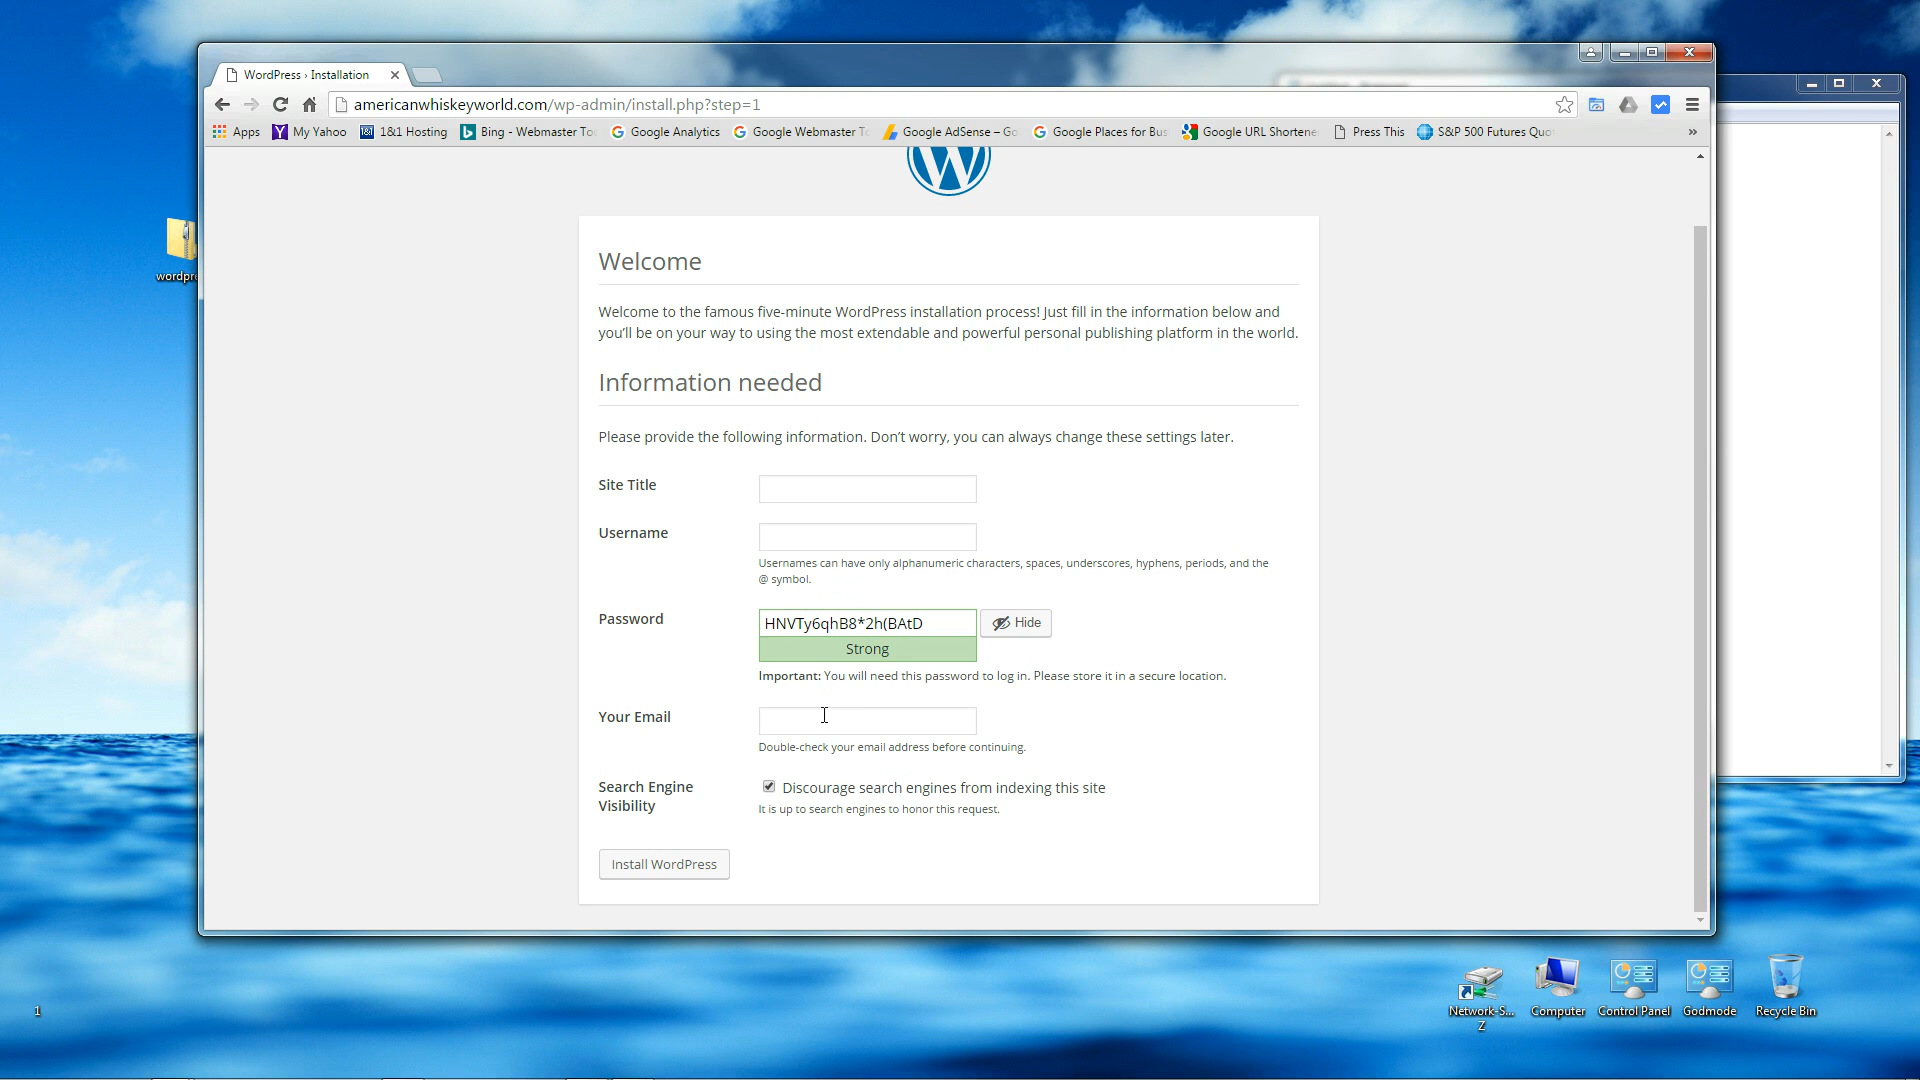 WordPress › Installation
americanwhiskeyworld.com/wp-admin/install.php?step=1
Apps My Yahoo 1&1 Hosting Bing - Webmaster Too Google Analytics Google Webmaster To Google AdSense – Go Google Places for Bus Google URL Shortene Press This S&P 500 Futures Quo »
wordpre
Welcome
Welcome to the famous five-minute WordPress installation process! Just fill in the information below and
you’ll be on your way to using the most extendable and powerful personal publishing platform in the world.
Information needed
Please provide the following information. Don’t worry, you can always change these settings later.
Site Title
Username
Usernames can have only alphanumeric characters, spaces, underscores, hyphens, periods, and the
@ symbol.
Password HNVTy6qhB8*2h(BAtD Hide
Strong
Important: You will need this password to log in. Please store it in a secure location.
Your Email
Double-check your email address before continuing.
Search Engine
Visibility
Discourage search engines from indexing this site
It is up to search engines to honor this request.
Install WordPress
1
Network-S...
Z
Computer
Control Panel
Godmode
Recycle Bin